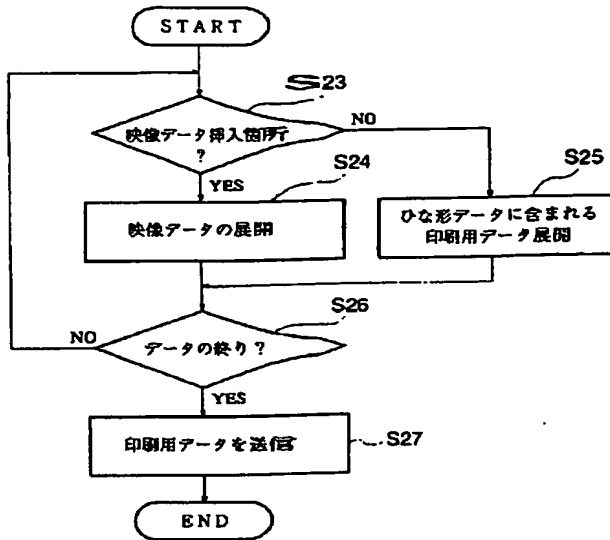 START
S23
映像データ挿入箇所
?
NO
YES
S24
映像データの展開
S25
ひな形データに含まれる
印刷用データ展開
S26
データの終り?
NO
YES
印刷用データを送信
S27
END